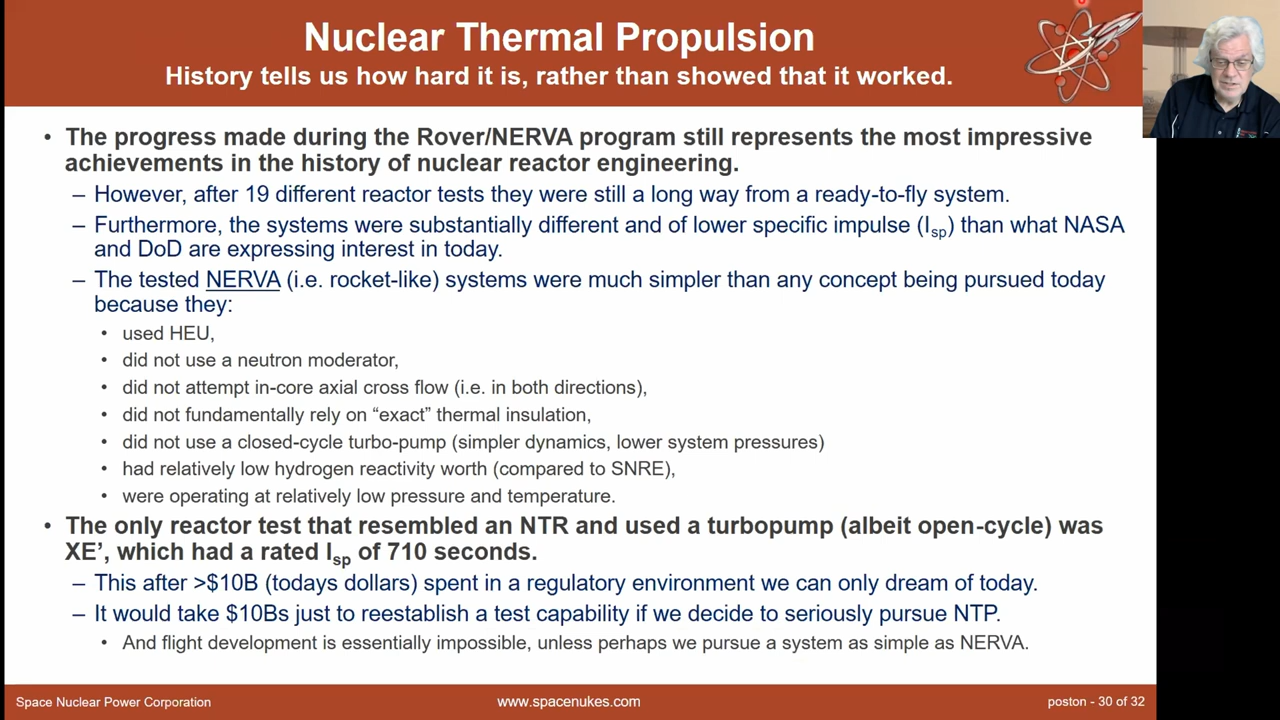 Nuclear Thermal Propulsion
History tells us how hard it is, rather than showed that it worked.
• The progress made during the Rover/NERVA program still represents the most impressive
achievements in the history of nuclear reactor engineering.
– However, after 19 different reactor tests they were still a long way from a ready-to-fly system.
– Furthermore, the systems were substantially different and of lower specific impulse (Isp) than what NASA
and DoD are expressing interest in today.
– The tested NERVA (i.e. rocket-like) systems were much simpler than any concept being pursued today
because they:
• used HEU,
• did not use a neutron moderator,
• did not attempt in-core axial cross flow (i.e. in both directions),
• did not fundamentally rely on “exact” thermal insulation,
• did not use a closed-cycle turbo-pump (simpler dynamics, lower system pressures)
• had relatively low hydrogen reactivity worth (compared to SNRE),
• were operating at relatively low pressure and temperature.
• The only reactor test that resembled an NTR and used a turbopump (albeit open-cycle) was
XE’, which had a rated Isp of 710 seconds.
– This after >$10B (todays dollars) spent in a regulatory environment we can only dream of today.
– It would take $10Bs just to reestablish a test capability if we decide to seriously pursue NTP.
• And flight development is essentially impossible, unless perhaps we pursue a system as simple as NERVA.
Space Nuclear Power Corporation
www.spacenukes.com
poston - 30 of 32